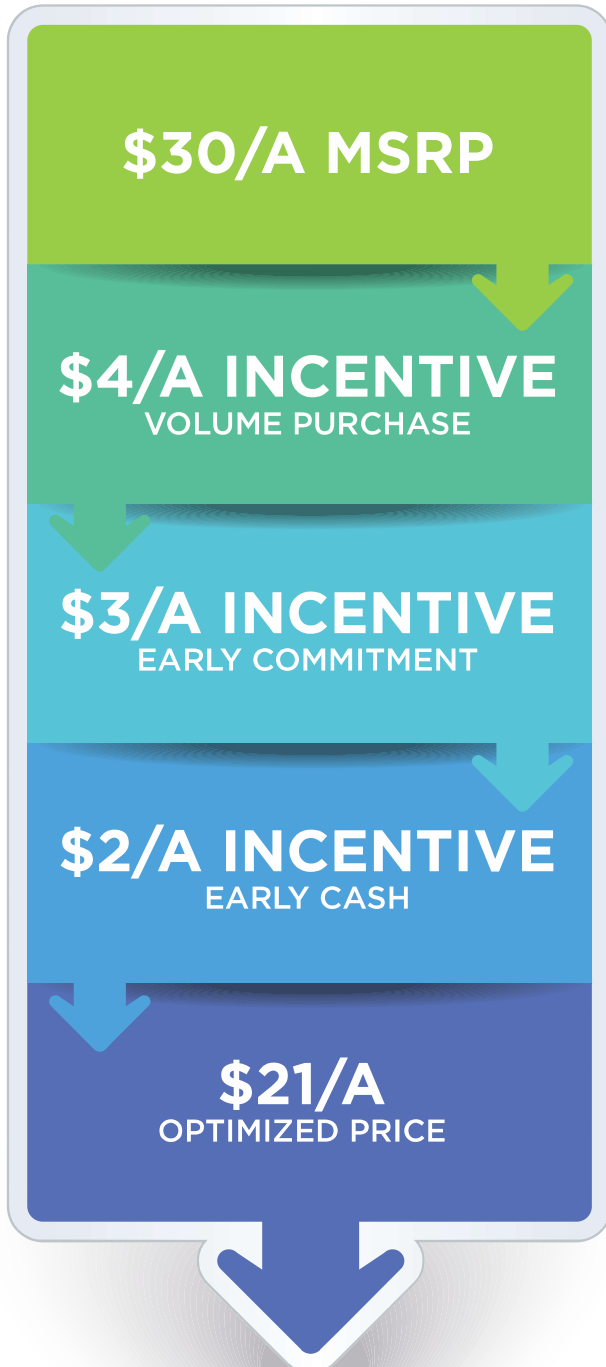 $30/A MSRP
$4/A INCENTIVE
VOLUME PURCHASE
$3/A INCENTIVE
EARLY COMMITMENT
$2/A INCENTIVE
EARLY CASH
$21/A
OPTIMIZED PRICE